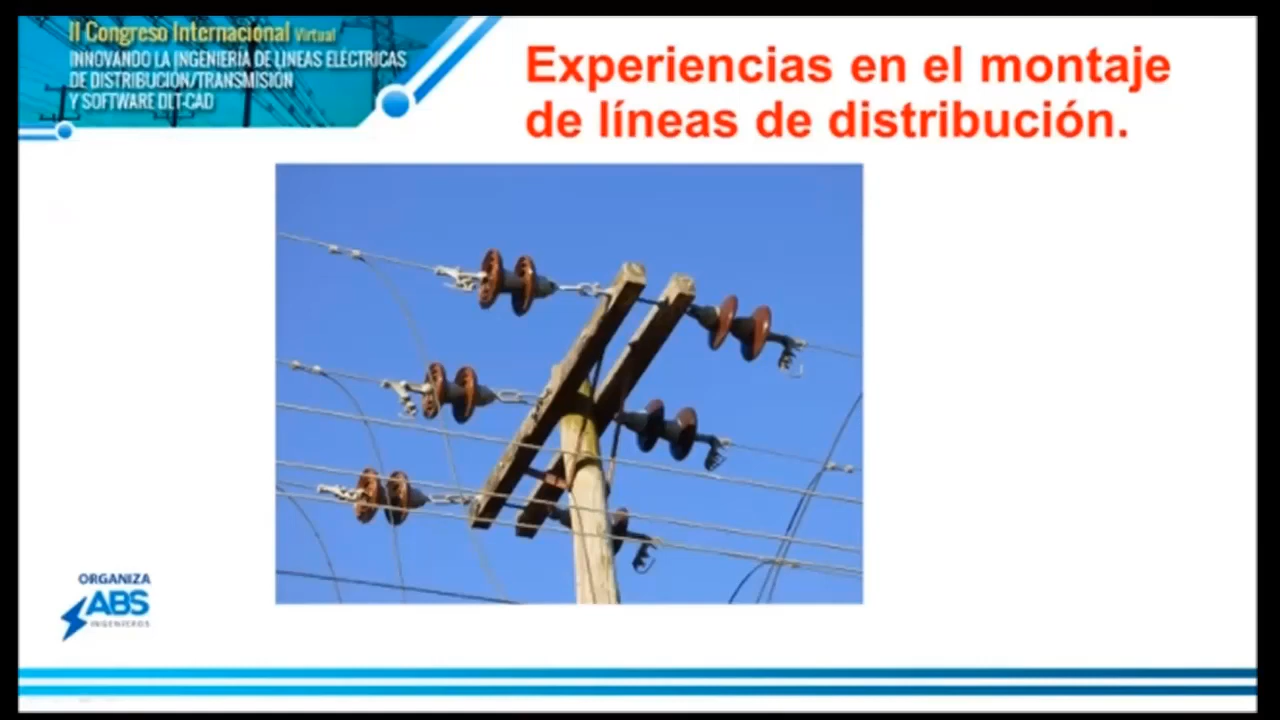 II Congreso Internacional Virtual
INNOVANDO LA INGENIERÍA DE LÍNEAS ELÉCTRICAS
DE DISTRIBUCIÓN/TRANSMISIÓN
Y SOFTWARE DLT-CAD
Experiencias en el montaje
de líneas de distribución.
ORGANIZA
ABS
INGENIEROS